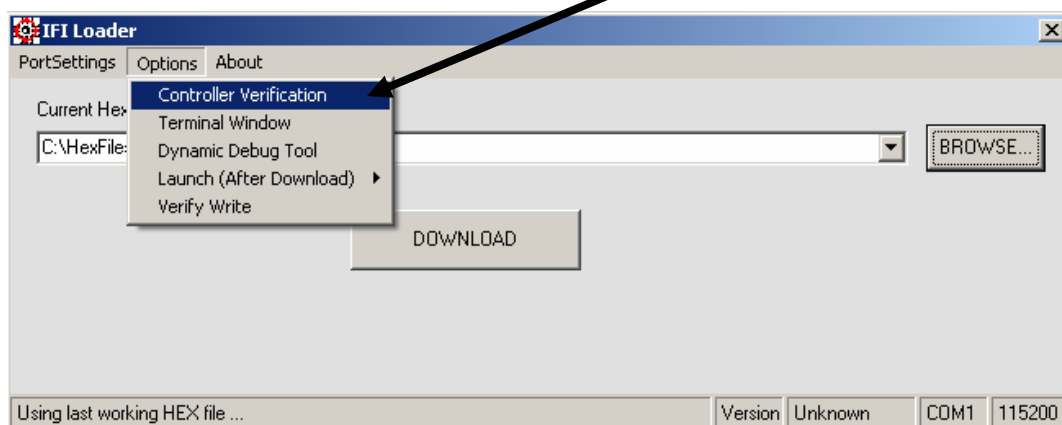 IFI Loader
PortSettings Options About
Controller Verification
Terminal Window
Dynamic Debug Tool
Launch (After Download)
Verify Write
Current Hex
C:\HexFiles
BROWSE...
DOWNLOAD
Using last working HEX file ... Version Unknown COM1 115200